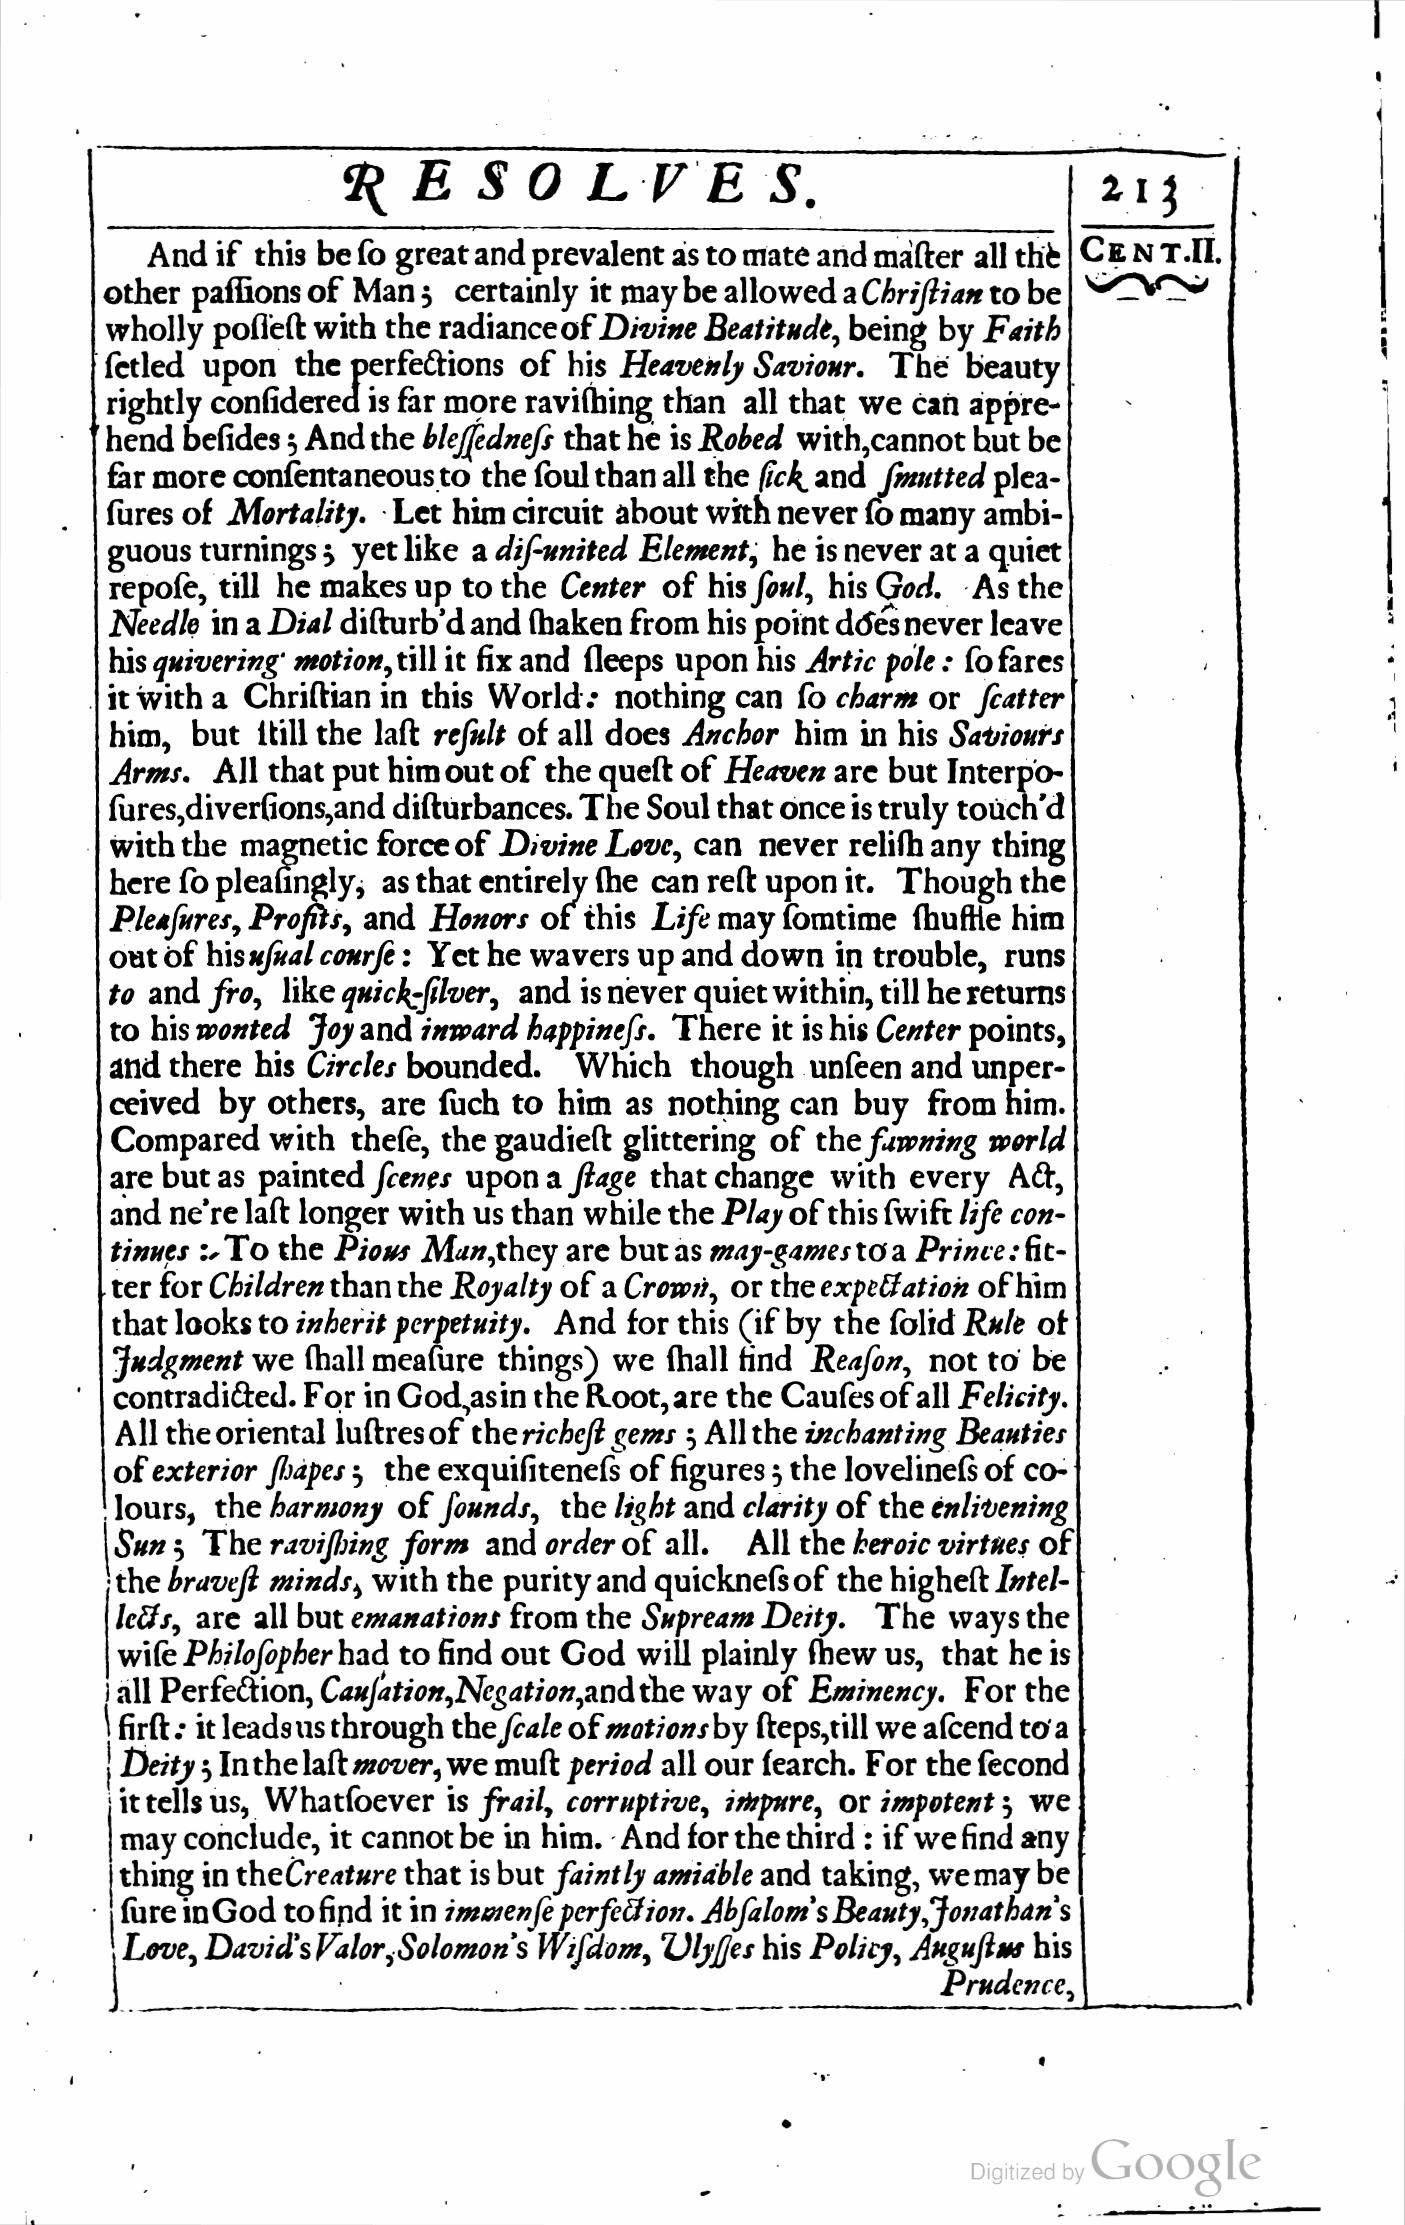 RESOLVES.
213
CENT.II.
And if this be ſo great and prevalent as to mate and maſter all the
other paſſions of Man; certainly it may be allowed a Chriſtian to be
wholly poſſeſt with the radiance of Divine Beatitude, being by Faith
ſetled upon the perfections of his Heavenly Saviour. The beauty
rightly conſidered is far more raviſhing than all that we can appre-
hend beſides; And the bleſſedneſs that he is Robed with, cannot but be
far more conſentaneous to the ſoul than all the ſick and ſmutted plea-
ſures of Mortality. Let him circuit about with never ſo many ambi-
guous turnings; yet like a diſ-united Element, he is never at a quiet
repoſe, till he makes up to the Center of his ſoul, his God. As the
Needle in a Dial diſturb'd and ſhaken from his point does never leave
his quivering motion, till it fix and ſleeps upon his Artic pole: ſo fares
it with a Chriſtian in this World: nothing can ſo charm or ſcatter
him, but ſtill the laſt reſult of all does Anchor him in his Saviours
Arms. All that put him out of the queſt of Heaven are but Interpo-
ſures, diverſions, and diſturbances. The Soul that once is truly touch'd
with the magnetic force of Divine Love, can never reliſh any thing
here ſo pleaſingly, as that entirely ſhe can reſt upon it. Though the
Pleaſures, Profits, and Honors of this Life may ſomtime ſhuffle him
out of his uſual courſe: Yet he wavers up and down in trouble, runs
to and fro, like quick-ſilver, and is never quiet within, till he returns
to his wonted Joy and inward happineſs. There it is his Center points,
and there his Circles bounded. Which though unſeen and unper-
ceived by others, are ſuch to him as nothing can buy from him.
Compared with theſe, the gaudieſt glittering of the fawning world
are but as painted ſcenes upon a ſtage that change with every Act,
and ne're laſt longer with us than while the Play of this ſwift life con-
tinues: To the Pious Man, they are but as may-games to a Prince: fit-
ter for Children than the Royalty of a Crown, or the expectation of him
that looks to inherit perpetuity. And for this (if by the ſolid Rule of
Judgment we ſhall meaſure things) we ſhall find Reaſon, not to be
contradicted. For in God, as in the Root, are the Cauſes of all Felicity.
All the oriental luſtres of the richeſt gems; All the inchanting Beauties
of exterior ſhapes; the exquiſiteneſs of figures; the lovelineſs of co-
lours, the harmony of ſounds, the light and clarity of the enlivening
Sun; The raviſhing form and order of all. All the heroic virtues of
the braveſt minds, with the purity and quickneſs of the higheſt Intel-
lects, are all but emanations from the Supream Deity. The ways the
wiſe Philoſopher had to find out God will plainly ſhew us, that he is
all Perfection, Cauſation, Negation, and the way of Eminency. For the
firſt: it leads us through the ſcale of motions by ſteps, till we aſcend to a
Deity; In the laſt mover, we muſt period all our ſearch. For the ſecond
it tells us, Whatſoever is frail, corruptive, impure, or impotent; we
may conclude, it cannot be in him. And for the third: if we find any
thing in the Creature that is but faintly amiable and taking, we may be
ſure in God to find it in immenſe perfection. Abſalom's Beauty, Jonathan's
Love, David's Valor, Solomon's Wiſdom, Ulyſſes his Policy, Auguſtus his
Prudence,
Digitized by Google